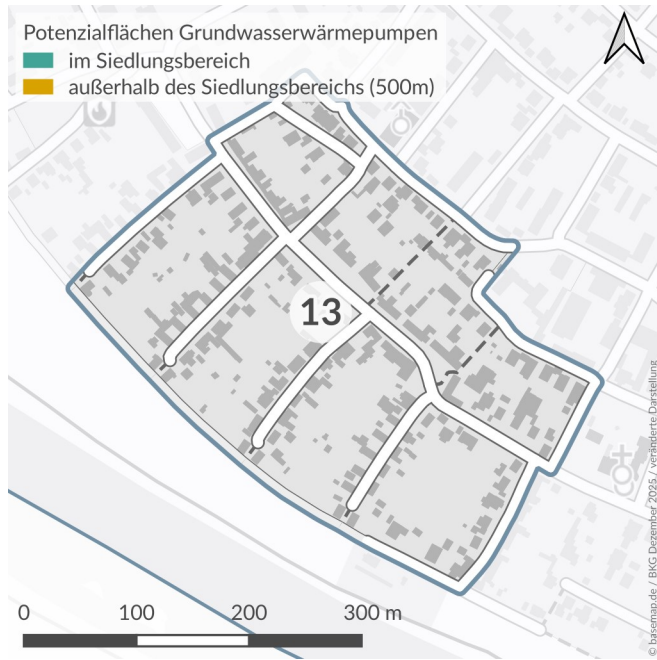 Potenzialflächen Grundwasserwärmepumpen
im Siedlungsbereich
außerhalb des Siedlungsbereichs (500m)
13
0 100 200 300 m
© basemap.de / BKG Dezember 2025 / veränderte Darstellung